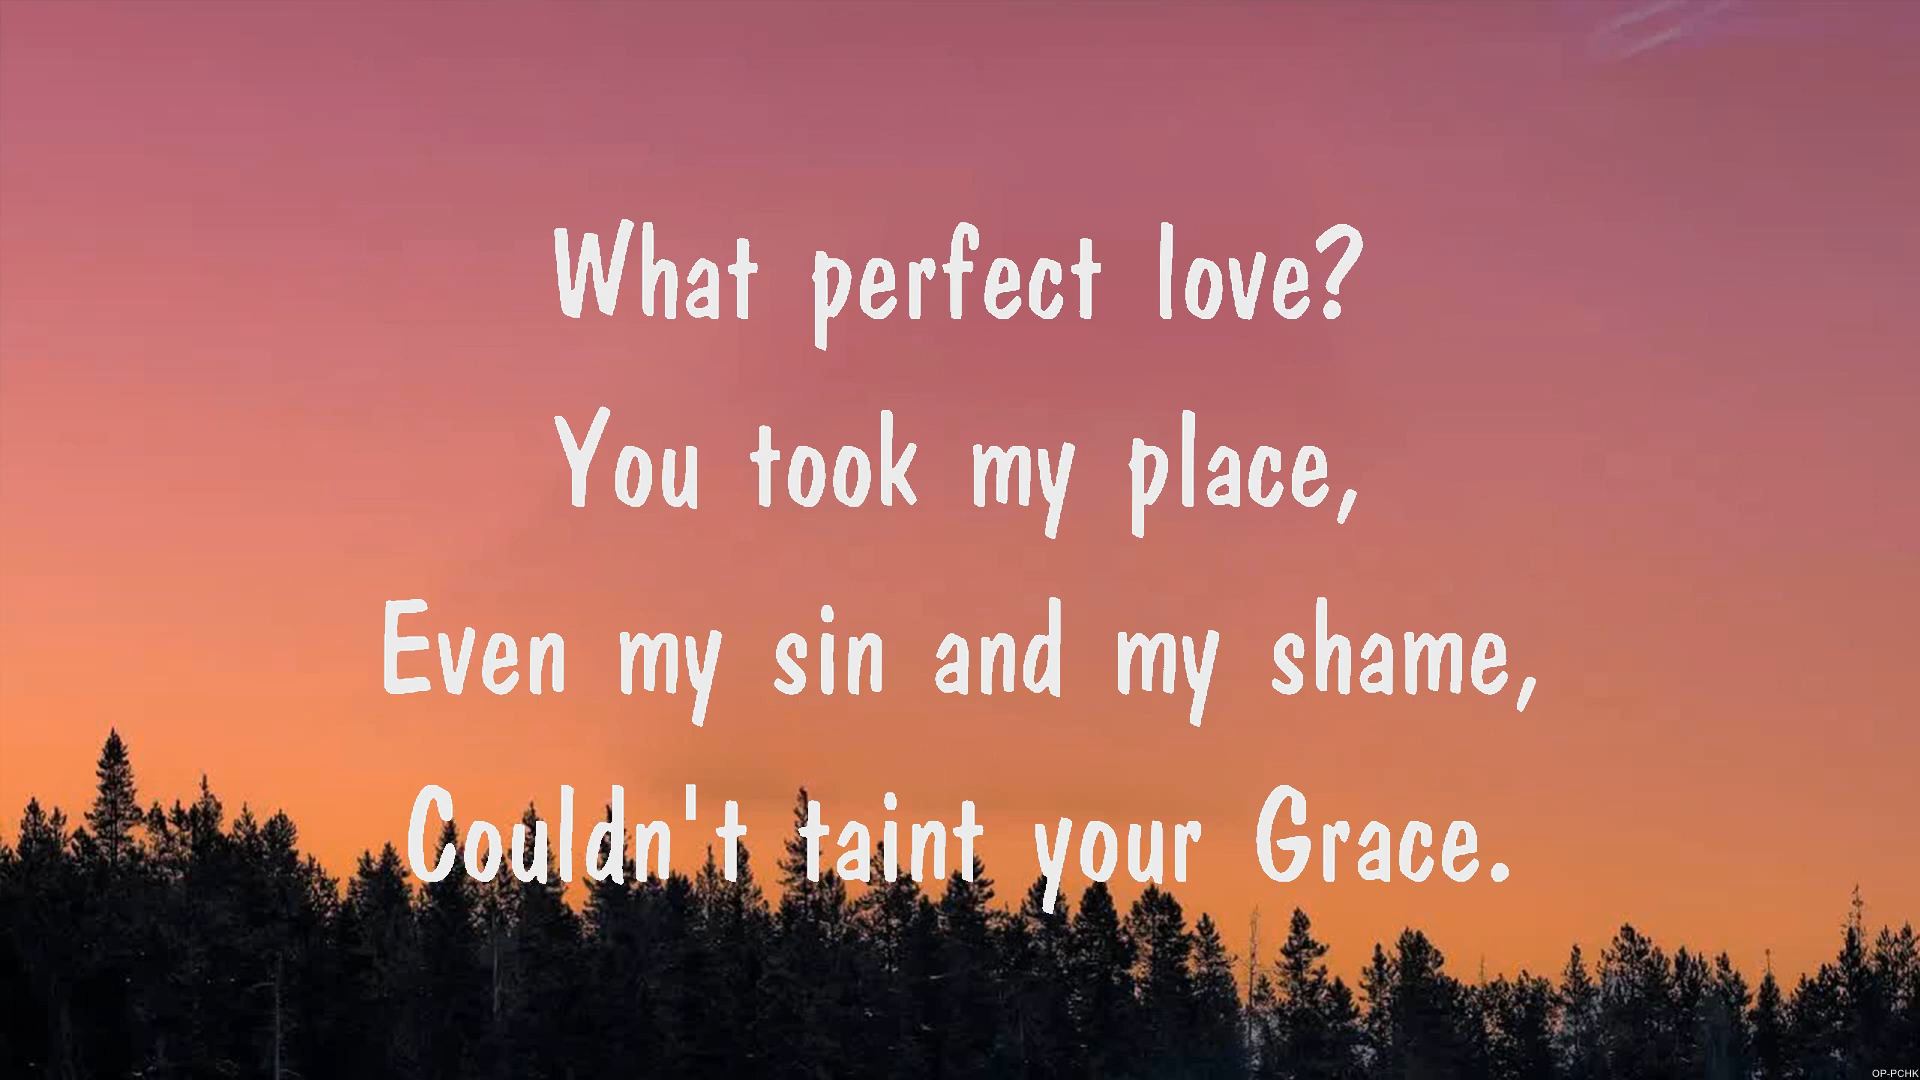 What perfect love?
You took my place,
Even my sin and my shame,
Couldn't taint your Grace.
OP-PCHK